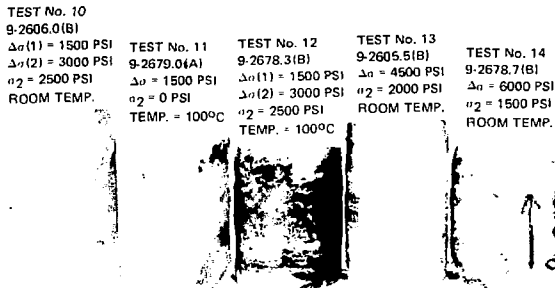 TEST No. 10
9-2606.0(B)
Δσ(1) = 1500 PSI
Δσ(2) = 3000 PSI
σ2 = 2500 PSI
ROOM TEMP.
TEST No. 11
9-2679.0(A)
Δσ = 1500 PSI
σ2 = 0 PSI
TEMP. = 100°C
TEST No. 12
9-2678.3(B)
Δσ(1) = 1500 PSI
Δσ(2) = 3000 PSI
σ2 = 2500 PSI
TEMP. = 100°C
TEST No. 13
9-2605.5(B)
Δσ = 4500 PSI
σ2 = 2000 PSI
ROOM TEMP.
TEST No. 14
9-2678.7(B)
Δσ = 6000 PSI
σ2 = 1500 PSI
ROOM TEMP.